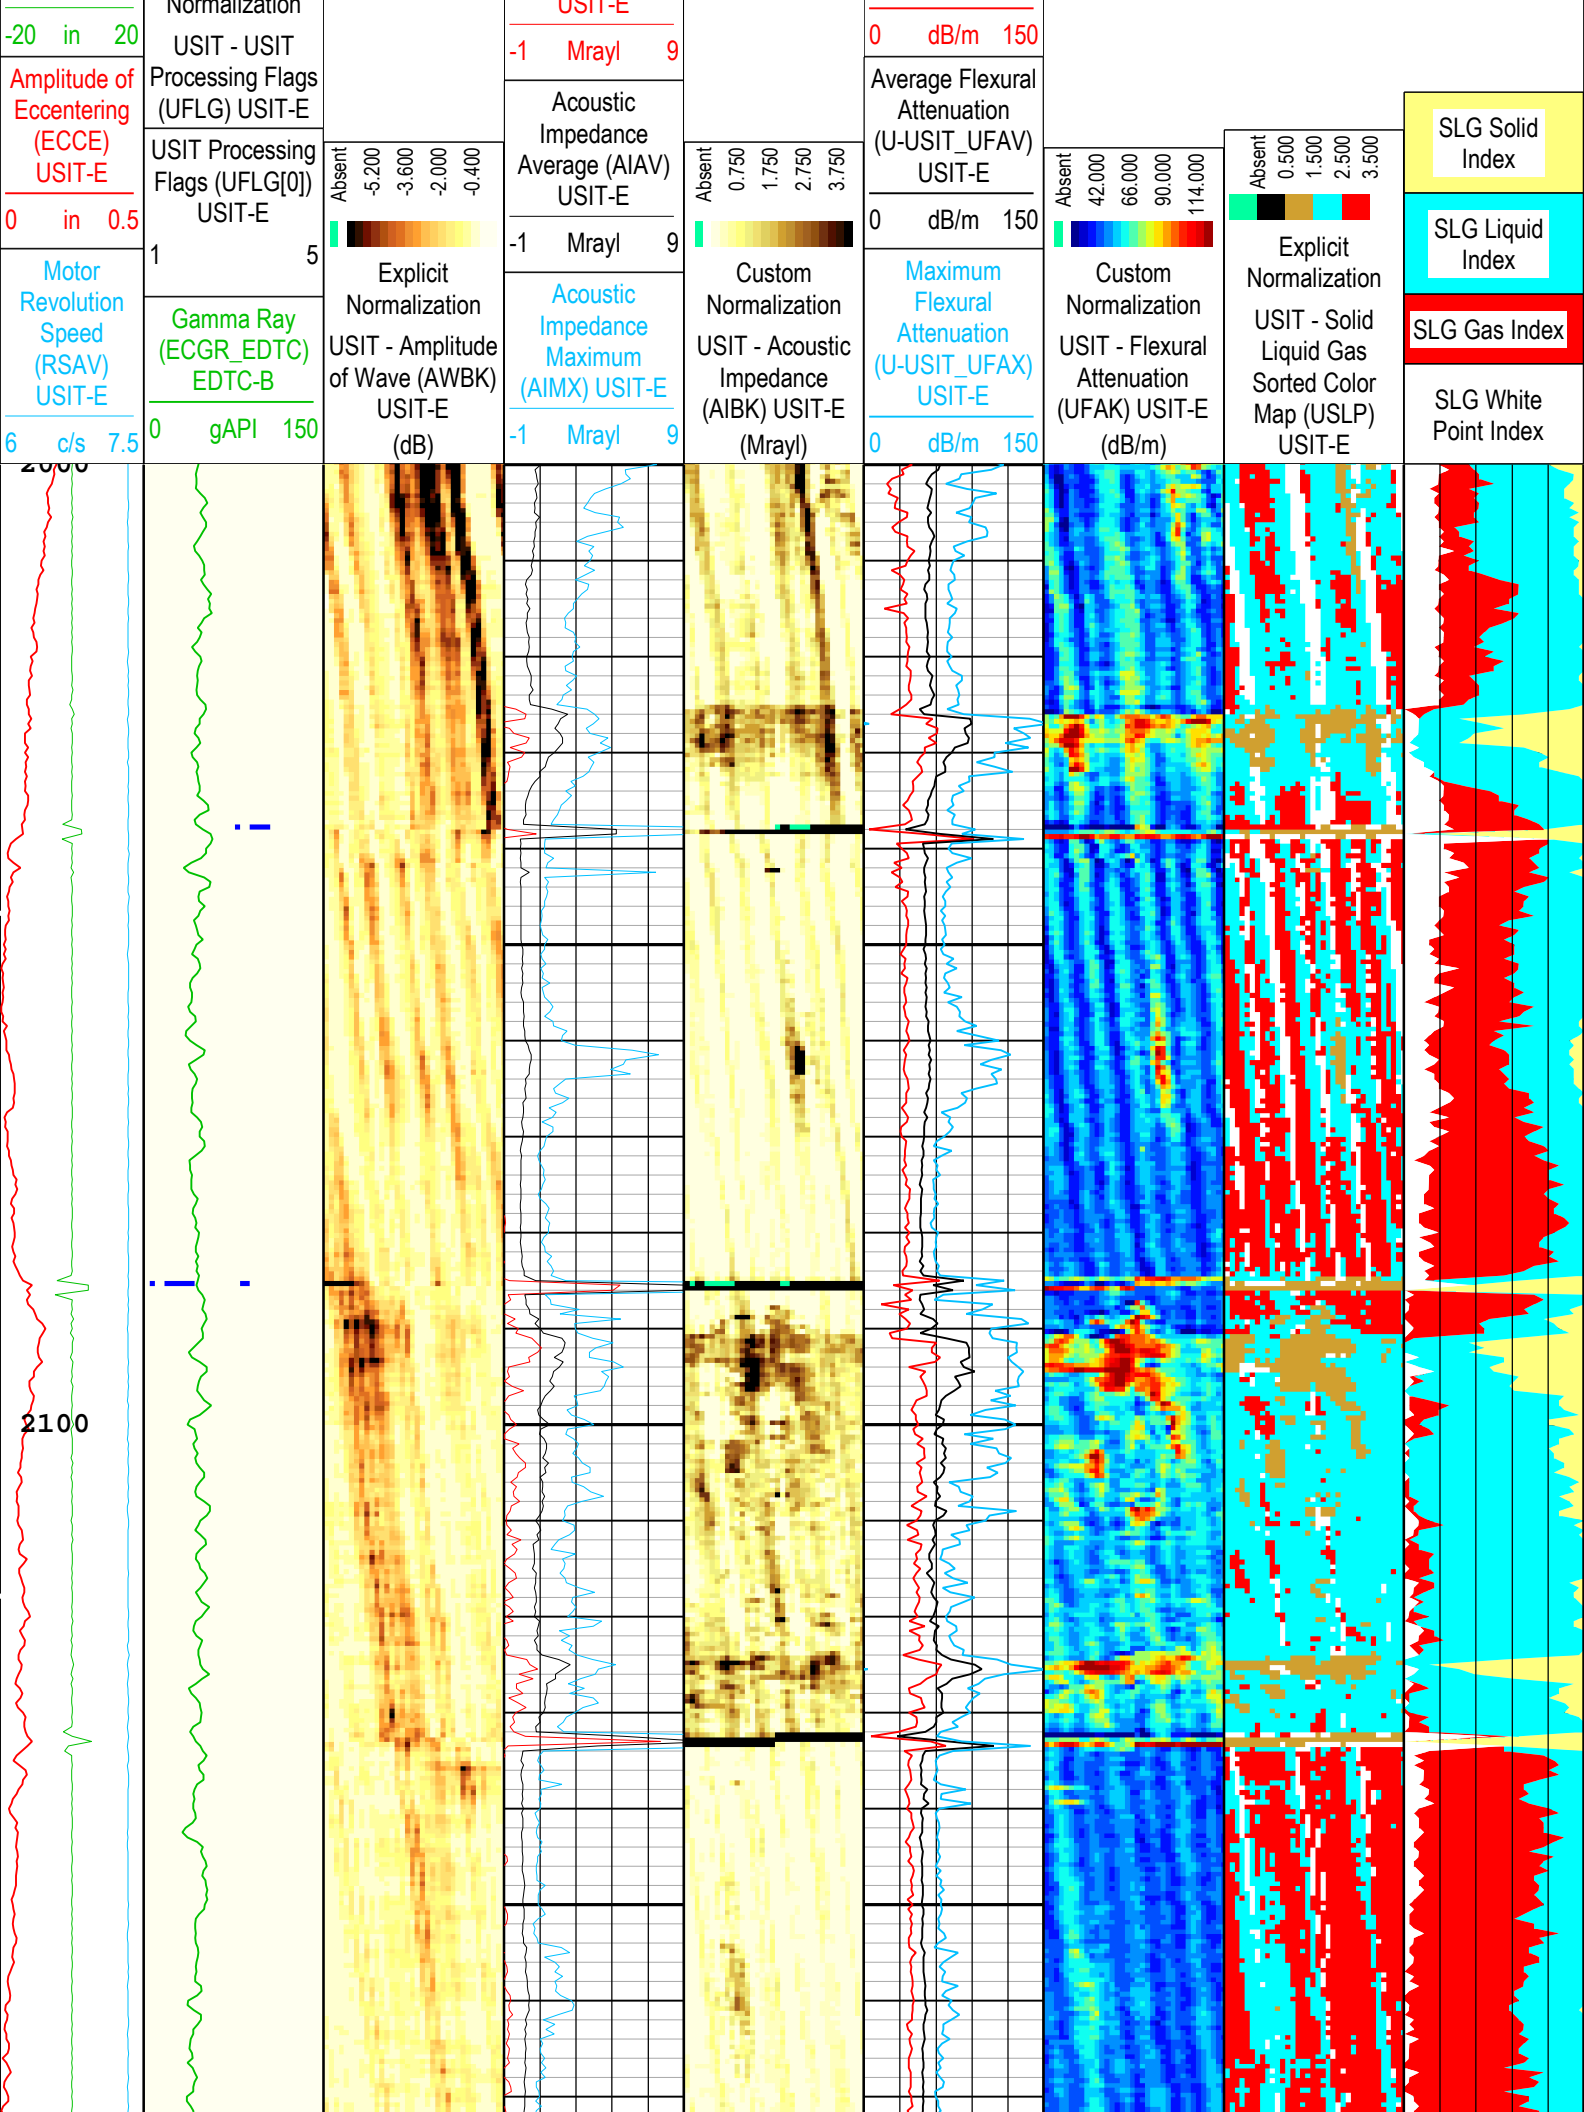 -20 in 20
Amplitude of
Eccentering
(ECCE)
USIT-E
0 in 0.5
Motor
Revolution
Speed
(RSAV)
USIT-E
6 c/s 7.5
Normalization
USIT - USIT
Processing Flags
(UFLG) USIT-E
USIT Processing
Flags (UFLG[0])
USIT-E
1 5
Gamma Ray
(ECGR_EDTC)
EDTC-B
0 gAPI 150
Absent
-5.200
-3.600
-2.000
-0.400
Explicit
Normalization
USIT - Amplitude
of Wave (AWBK)
USIT-E
(dB)
USIT-E
-1 Mrayl 9
Acoustic
Impedance
Average (AIAV)
USIT-E
-1 Mrayl 9
Acoustic
Impedance
Maximum
(AIMX) USIT-E
-1 Mrayl 9
Absent
0.750
1.750
2.750
3.750
Custom
Normalization
USIT - Acoustic
Impedance
(AIBK) USIT-E
(Mrayl)
0 dB/m 150
Average Flexural
Attenuation
(U-USIT_UFAV)
USIT-E
0 dB/m 150
Maximum
Flexural
Attenuation
(U-USIT_UFAX)
USIT-E
0 dB/m 150
Absent
42.000
66.000
90.000
114.000
Custom
Normalization
USIT - Flexural
Attenuation
(UFAK) USIT-E
(dB/m)
Absent
0.500
1.500
2.500
3.500
Explicit
Normalization
USIT - Solid
Liquid Gas
Sorted Color
Map (USLP)
USIT-E
SLG Solid
Index
SLG Liquid
Index
SLG Gas Index
SLG White
Point Index
2000
2100